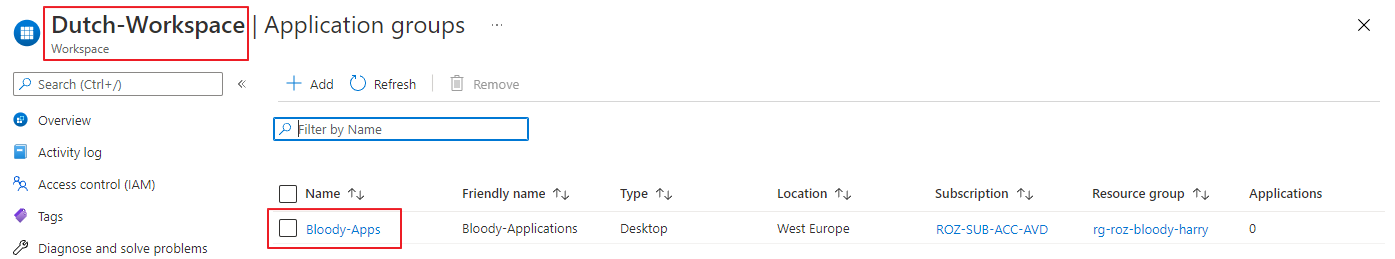 Dutch-Workspace | Application groups ...
Workspace
Search (Ctrl+/) «
Overview
Activity log
Access control (IAM)
Tags
Diagnose and solve problems
Add Refresh Remove
Filter by Name
Name Friendly name Type Location Subscription Resource group Applications
Bloody-Apps Bloody-Applications Desktop West Europe ROZ-SUB-ACC-AVD rg-roz-bloody-harry 0